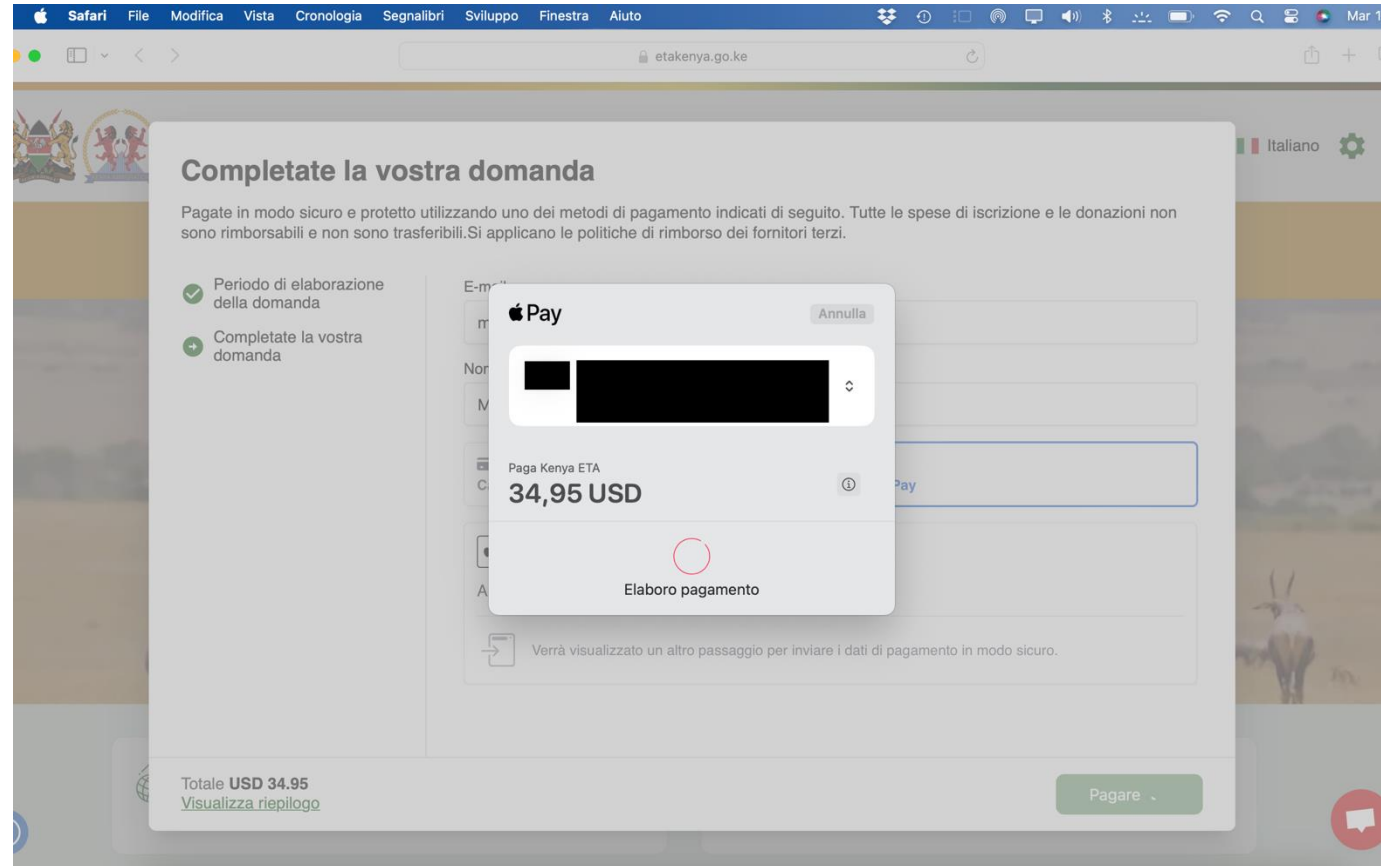 Safari File Modifica Vista Cronologia Segnalibri Sviluppo Finestra Aiuto Mar
etakenya.go.ke
Italiano
Completate la vostra domanda
Pagate in modo sicuro e protetto utilizzando uno dei metodi di pagamento indicati di seguito. Tutte le spese di iscrizione e le donazioni non
sono rimborsabili e non sono trasferibili.Si applicano le politiche di rimborso dei fornitori terzi.
Periodo di elaborazione
della domanda
Completate la vostra
domanda
Pay
Annulla
Paga Kenya ETA
34,95 USD
Pay
Elaboro pagamento
Verrà visualizzato un altro passaggio per inviare i dati di pagamento in modo sicuro.
Totale USD 34.95
Visualizza riepilogo
Pagare